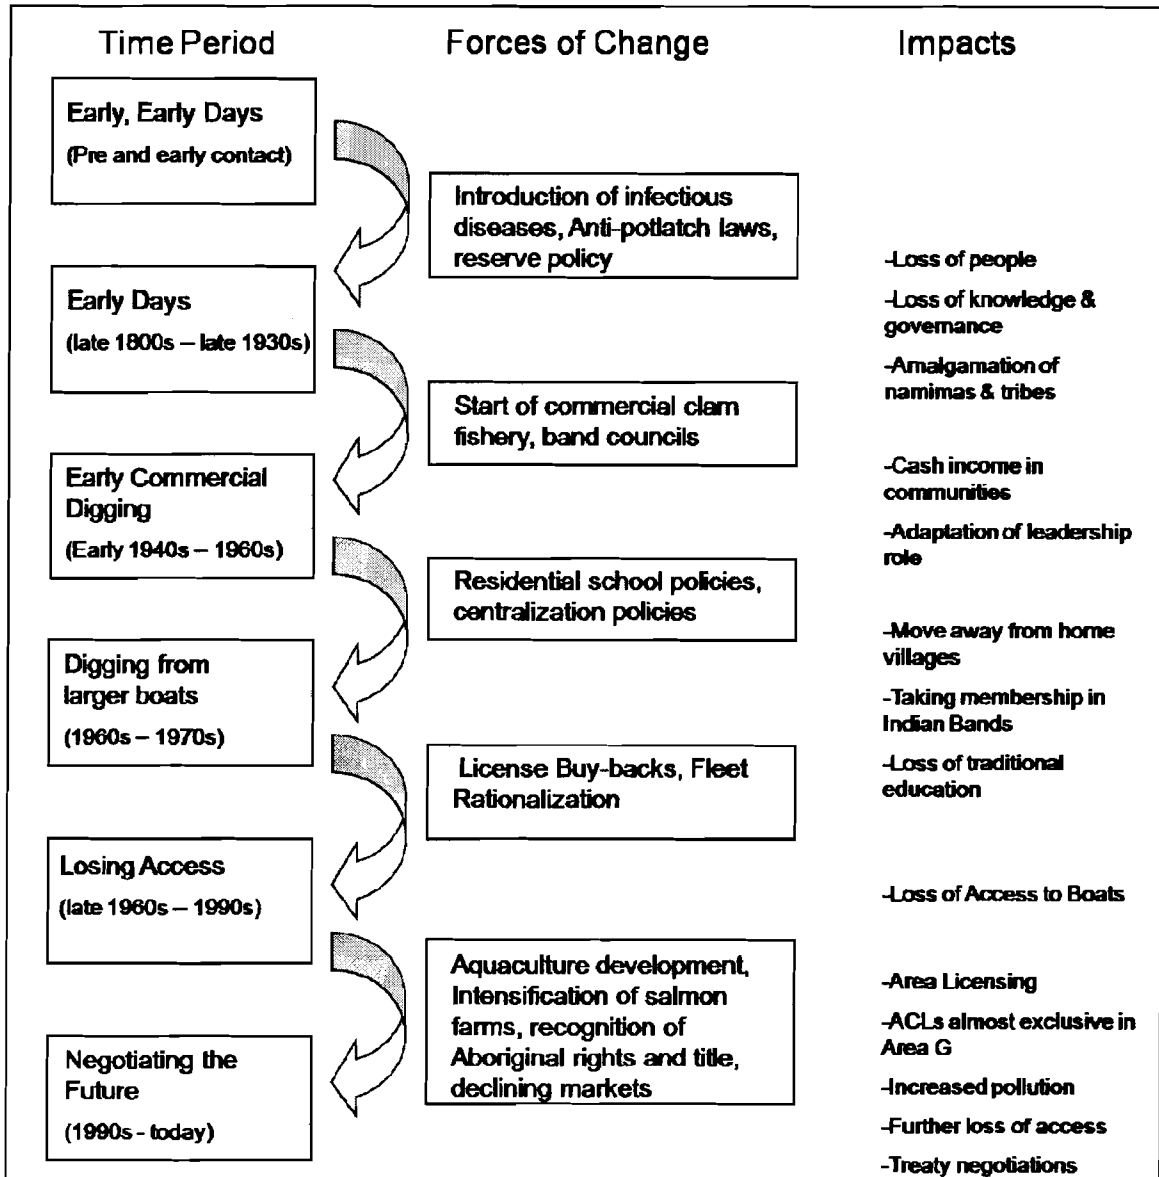 Time Period
Forces of Change
Impacts
Early, Early Days
(Pre and early contact)
Introduction of infectious
diseases, Anti-potlatch laws,
reserve policy
-Loss of people
-Loss of knowledge &
governance
-Amalgamation of
namimas & tribes
Early Days
(late 1800s – late 1930s)
Start of commercial clam
fishery, band councils
-Cash income in
communities
-Adaptation of leadership
role
Early Commercial
Digging
(Early 1940s – 1960s)
Residential school policies,
centralization policies
-Move away from home
villages
-Taking membership in
Indian Bands
-Loss of traditional
education
Digging from
larger boats
(1960s – 1970s)
License Buy-backs, Fleet
Rationalization
-Loss of Access to Boats
Losing Access
(late 1960s – 1990s)
Aquaculture development,
Intensification of salmon
farms, recognition of
Aboriginal rights and title,
declining markets
-Area Licensing
-ACLs almost exclusive in
Area G
-Increased pollution
-Further loss of access
-Treaty negotiations
Negotiating the
Future
(1990s - today)